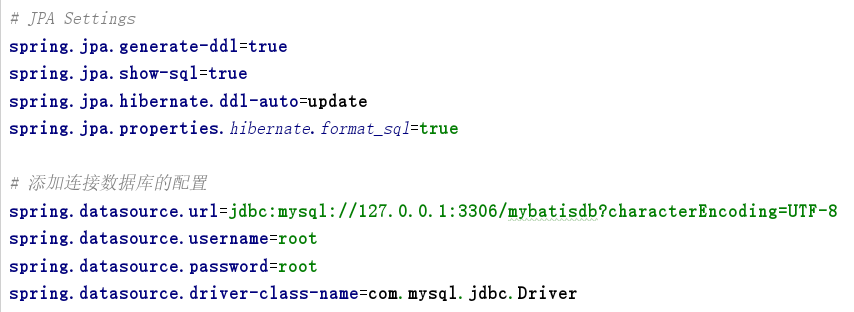 # JPA Settings
spring.jpa.generate-ddl=true
spring.jpa.show-sql=true
spring.jpa.hibernate.ddl-auto=update
spring.jpa.properties.hibernate.format_sql=true
# 添加连接数据库的配置
spring.datasource.url=jdbc:mysql://127.0.0.1:3306/mybatisdb?characterEncoding=UTF-8
spring.datasource.username=root
spring.datasource.password=root
spring.datasource.driver-class-name=com.mysql.jdbc.Driver